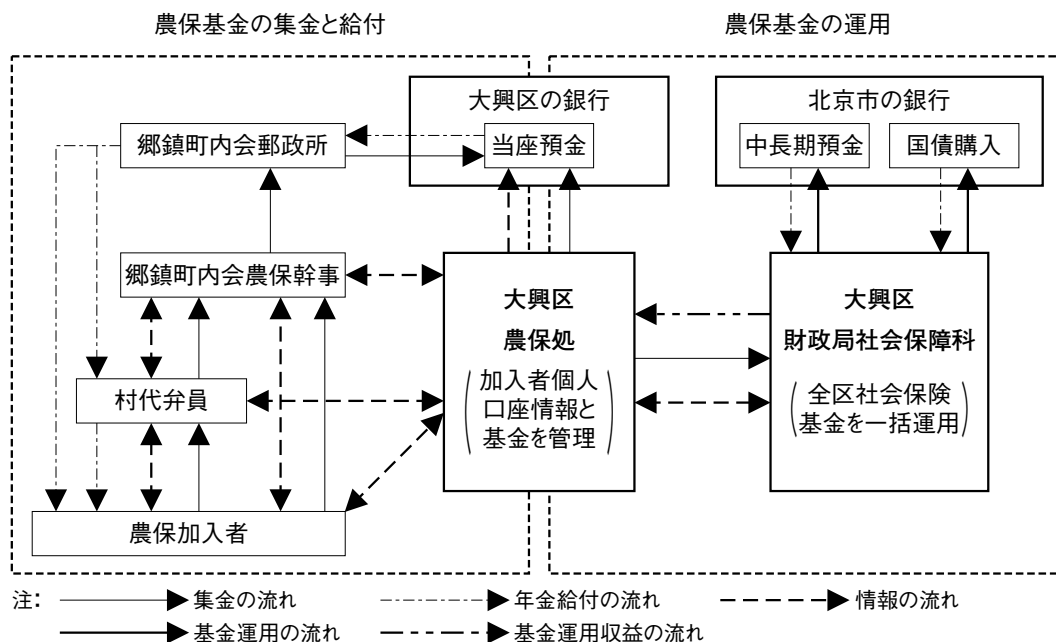 農保基金の集金と給付
農保基金の運用
大興区の銀行
当座預金
北京市の銀行
中長期預金
国債購入
郷鎮町内会郵政所
郷鎮町内会農保幹事
村代弁員
農保加入者
大興区
農保処
(加入者個人
口座情報と
基金を管理)
大興区
財政局社会保障科
(全区社会保険
基金を一括運用)
注：
集金の流れ
年金給付の流れ
情報の流れ
基金運用の流れ
基金運用収益の流れ